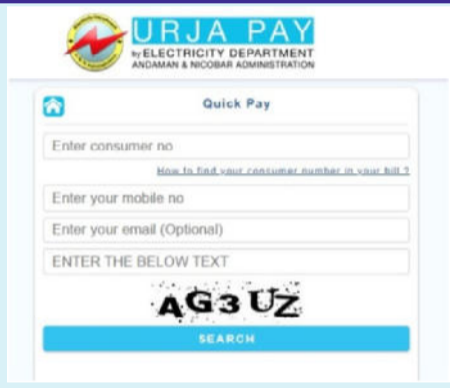 URJA PAY
by ELECTRICITY DEPARTMENT
ANDAMAN & NICOBAR ADMINISTRATION
Quick Pay
Enter consumer no
How to find your consumer number in your bill ?
Enter your mobile no
Enter your email (Optional)
ENTER THE BELOW TEXT
AG3UZ
SEARCH